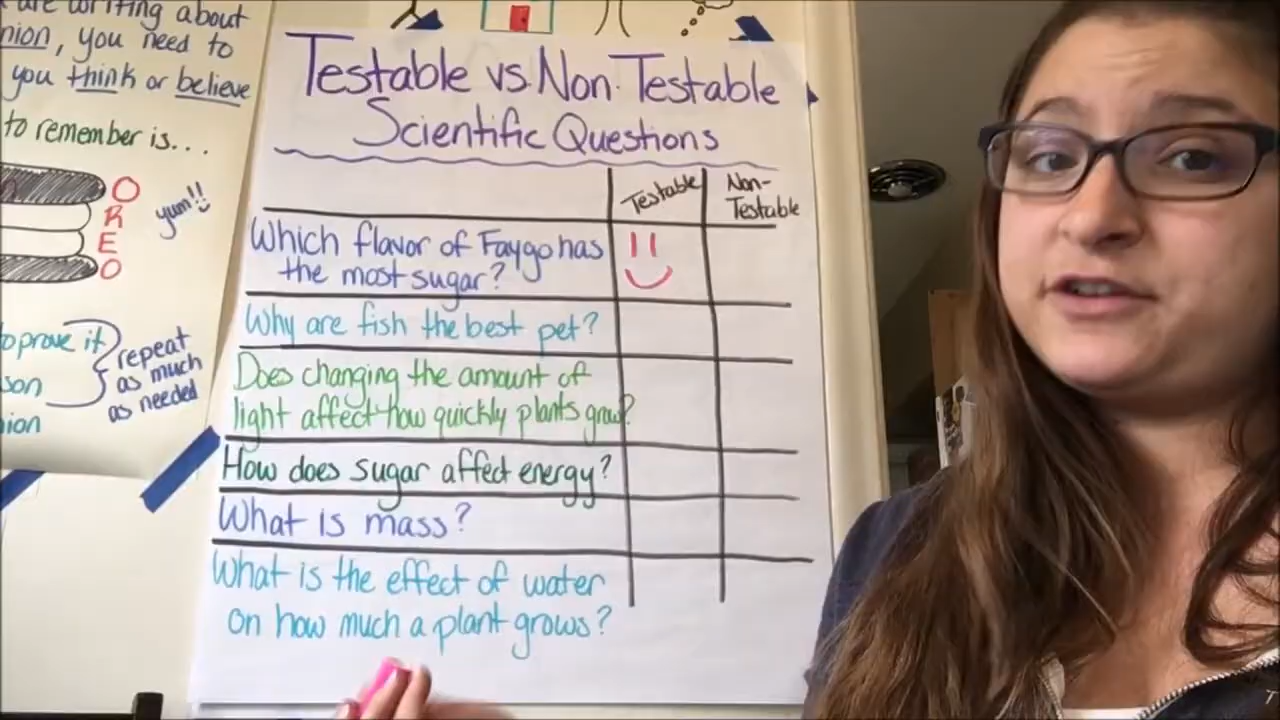 are writing about
nion, you need to
you think or believe
to remember is...
O
R
E
O
yum!!
prove it
son
ion
repeat
as much
as needed
Testable vs. Non-Testable
Scientific Questions
Testable
Non-
Testable
Which flavor of Faygo has
the most sugar?
Why are fish the best pet?
Does changing the amount of
light affect how quickly plants grow?
How does sugar affect energy?
What is mass?
What is the effect of water
on how much a plant grows?